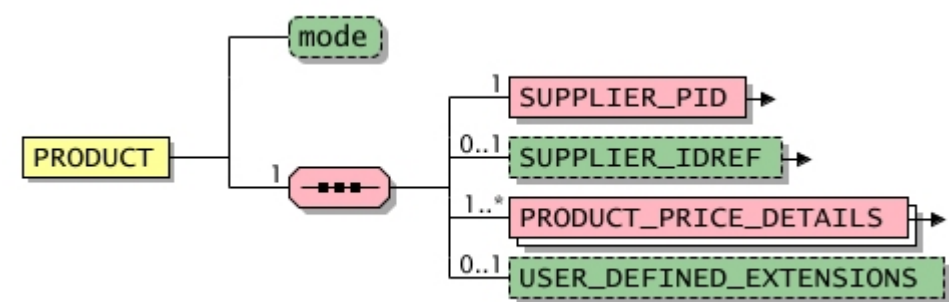 mode
1
SUPPLIER_PID
PRODUCT
0..1
SUPPLIER_IDREF
1
1..*
PRODUCT_PRICE_DETAILS
0..1
USER_DEFINED_EXTENSIONS